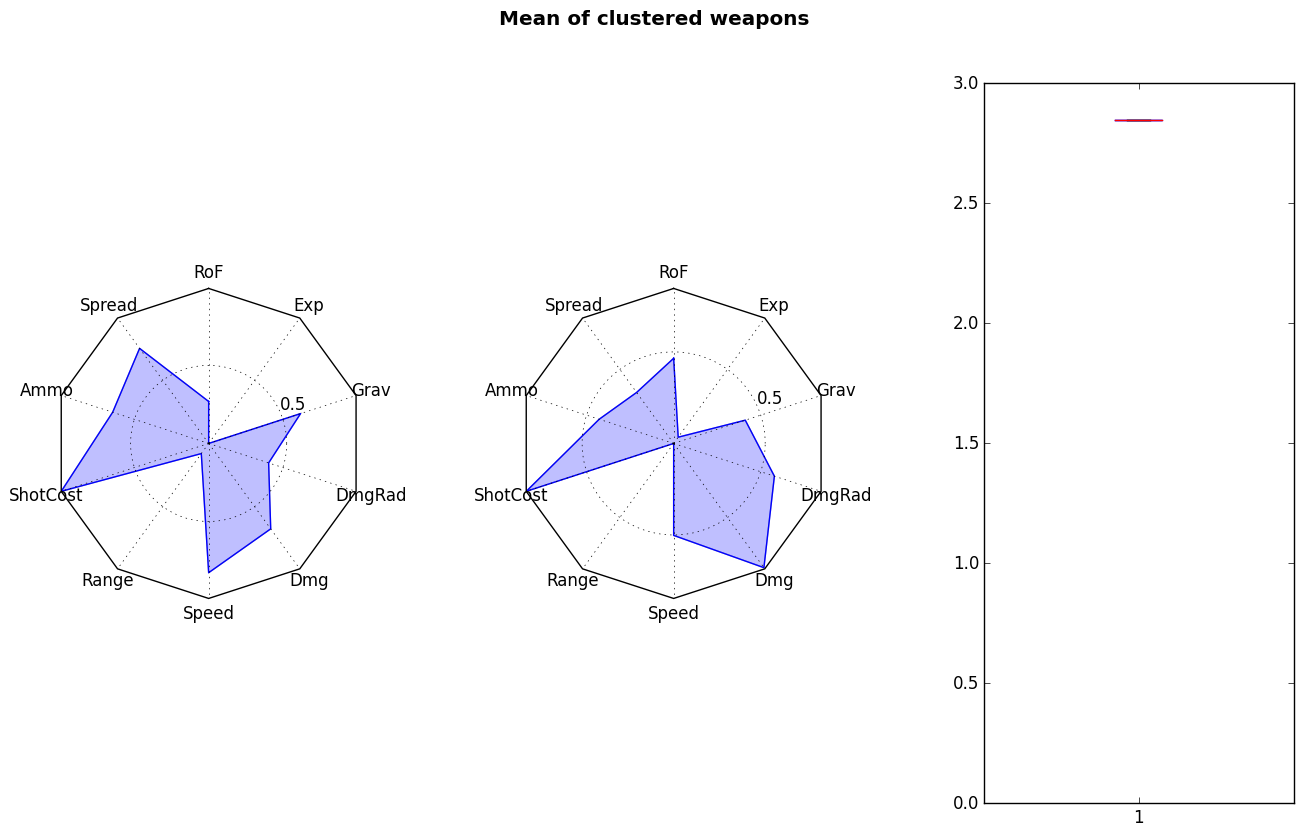 Mean of clustered weapons
RoF
Exp
Grav
DmgRad
Dmg
Speed
Range
ShotCost
Ammo
Spread
0.5
RoF
Exp
Grav
DmgRad
Dmg
Speed
Range
ShotCost
Ammo
Spread
0.5
3.0
2.5
2.0
1.5
1.0
0.5
0.0
1